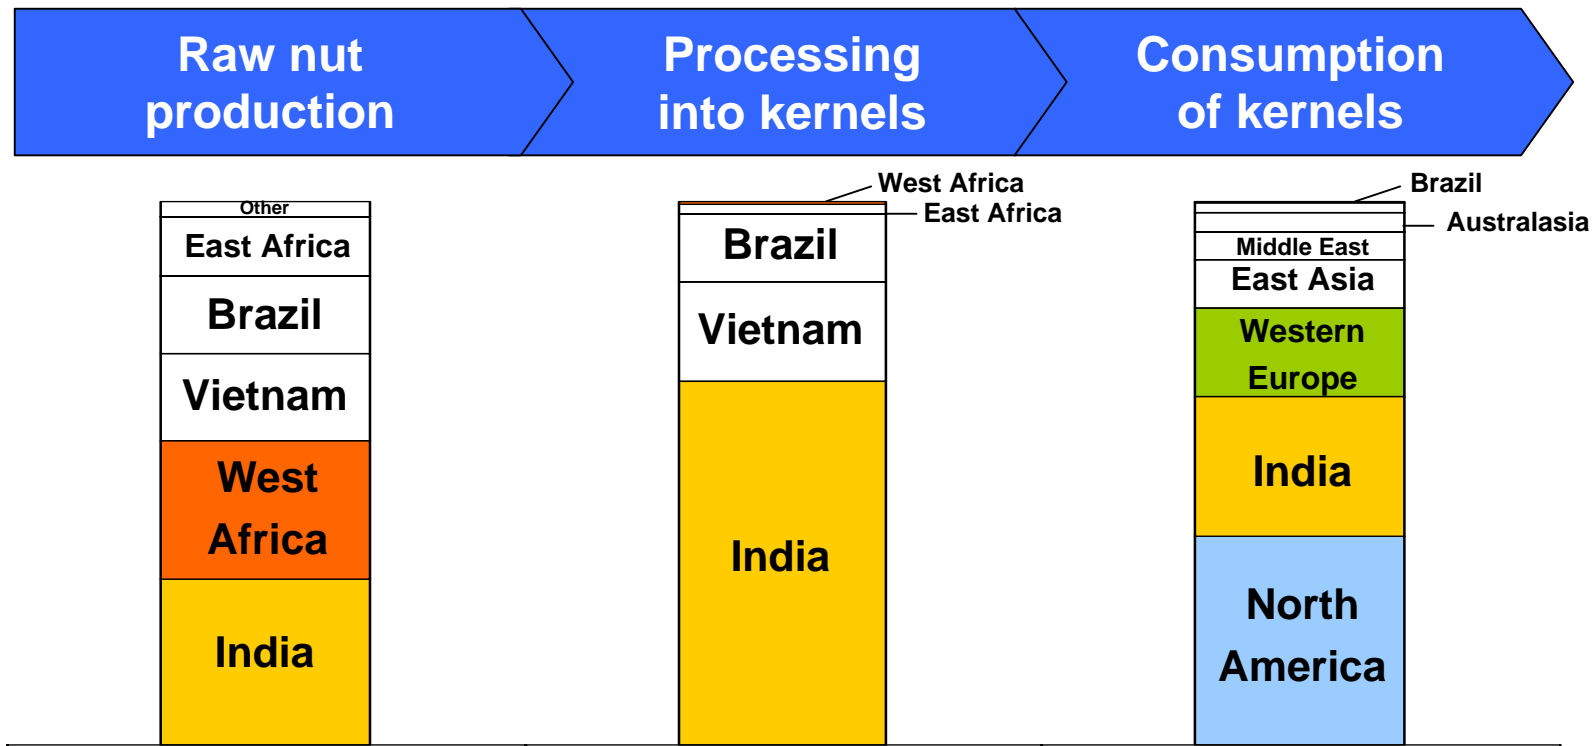 Raw nut
production
Processing
into kernels
Consumption
of kernels
Other
East Africa
Brazil
Vietnam
West
Africa
India
West Africa
East Africa
Brazil
Vietnam
India
Brazil
Australasia
Middle East
East Asia
Western
Europe
India
North
America